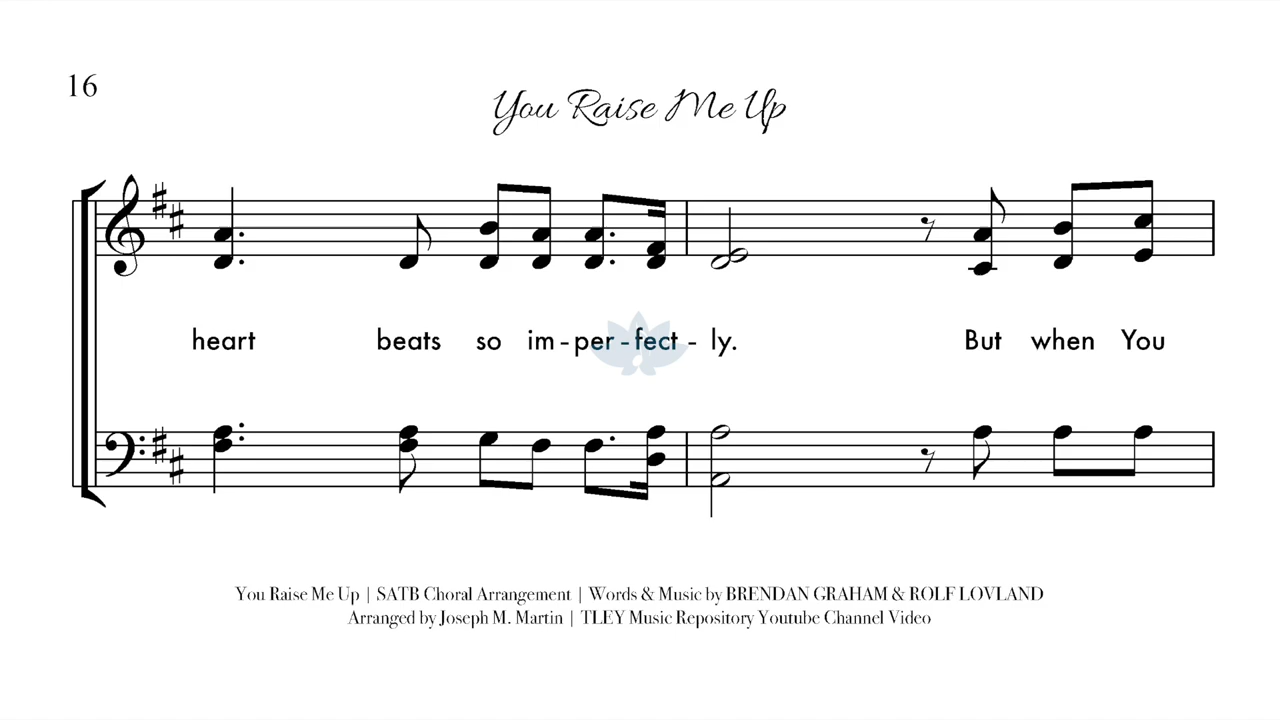 16
You Raise Me Up
heart beats so im - per - fect - ly. But when You
You Raise Me Up | SATB Choral Arrangement | Words & Music by BRENDAN GRAHAM & ROLF LOVLAND
Arranged by Joseph M. Martin | TLEY Music Repository Youtube Channel Video